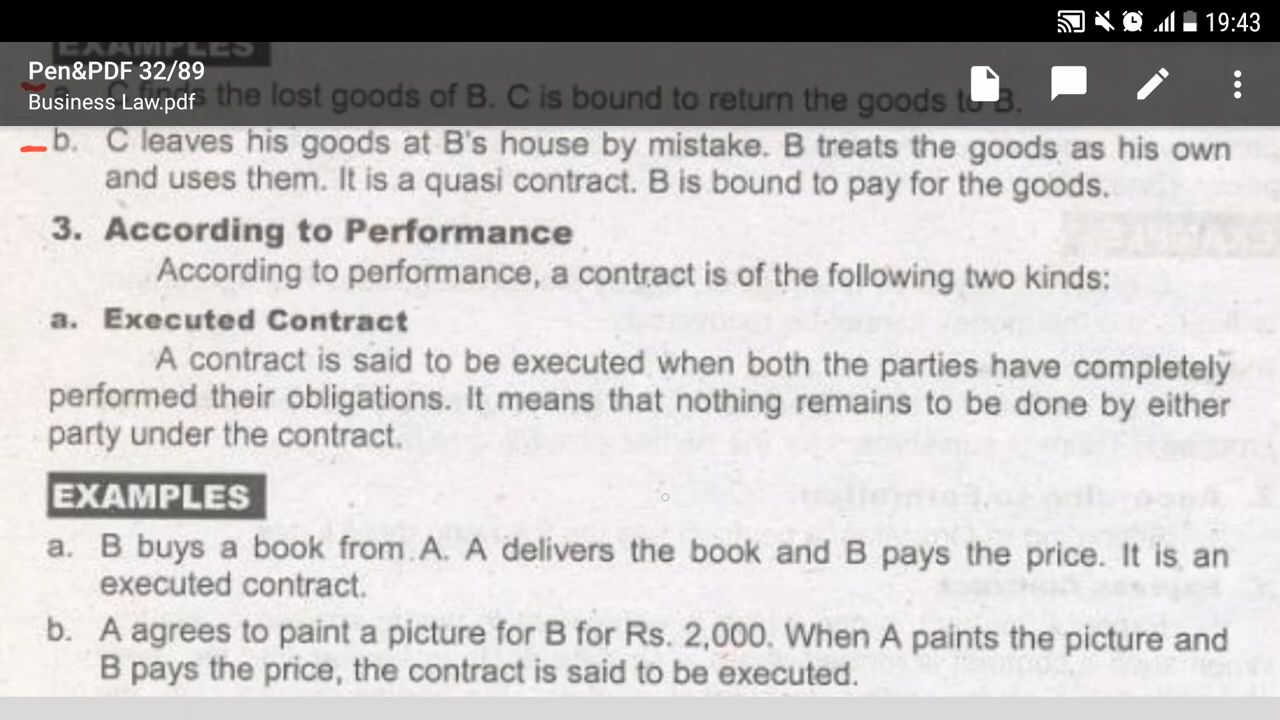 19:43
EXAMPLES
Pen&PDF 32/89
Business Law.pdf
a. C finds the lost goods of B. C is bound to return the goods to B.
b. C leaves his goods at B's house by mistake. B treats the goods as his own
and uses them. It is a quasi contract. B is bound to pay for the goods.
3. According to Performance
According to performance, a contract is of the following two kinds:
a. Executed Contract
A contract is said to be executed when both the parties have completely
performed their obligations. It means that nothing remains to be done by either
party under the contract.
EXAMPLES
a. B buys a book from A. A delivers the book and B pays the price. It is an
executed contract.
b. A agrees to paint a picture for B for Rs. 2,000. When A paints the picture and
B pays the price, the contract is said to be executed.